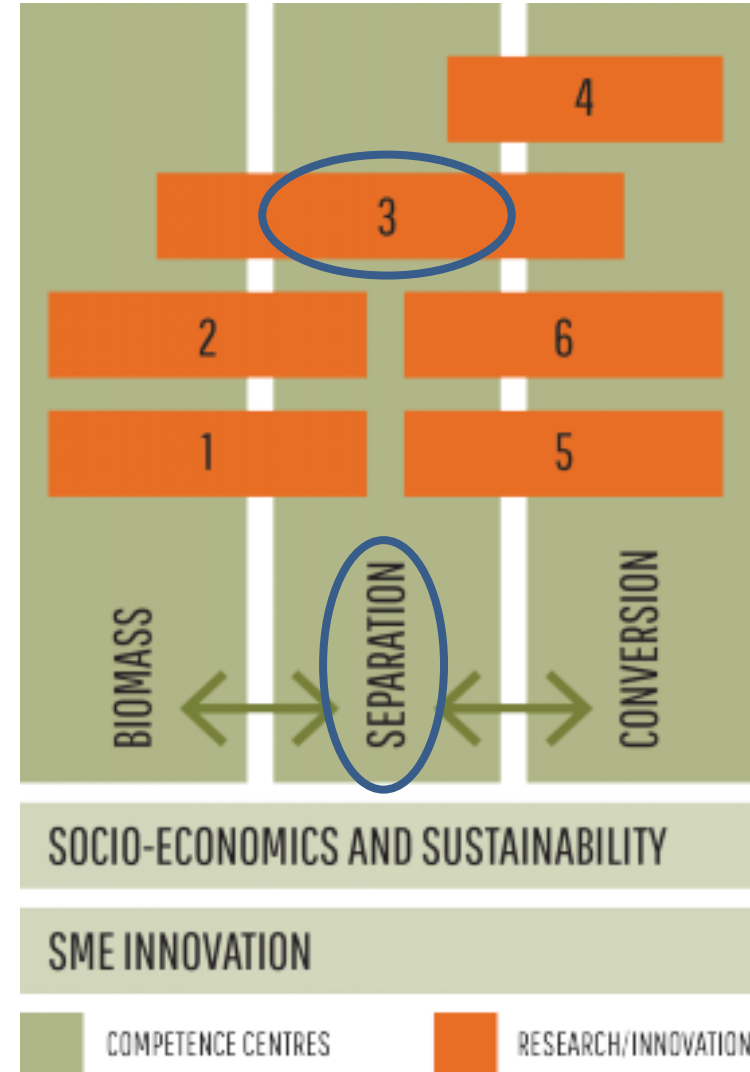 4
3
2 6
1 5
BIOMASS SEPARATION CONVERSION
SOCIO-ECONOMICS AND SUSTAINABILITY
SME INNOVATION
COMPETENCE CENTRES RESEARCH/INNOVATION